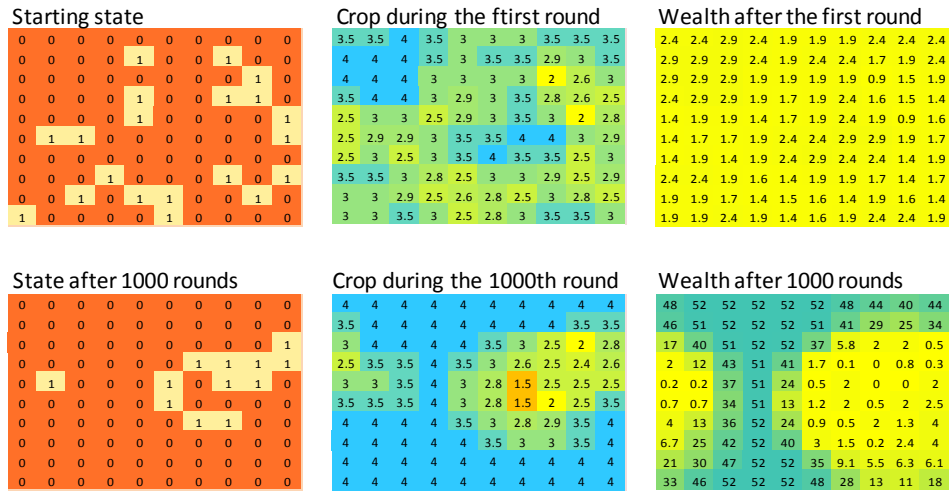 Starting state
0 0 0 0 0 0 0 0 0 0
0 0 0 0 1 0 0 1 0 0
0 0 0 0 0 0 0 0 1 0
0 0 0 0 1 0 0 1 1 0
0 0 0 0 1 0 0 0 0 1
0 1 1 0 0 0 0 0 0 1
0 0 0 0 0 0 0 0 0 0
0 0 0 1 0 0 0 1 0 1
0 0 1 0 1 1 0 0 1 0
1 0 0 0 0 1 0 0 0 0
Crop during the ftirst round
3.5 3.5 4 3.5 3 3 3 3.5 3.5 3.5
4 4 4 3.5 3 3.5 3.5 2.9 3 3.5
4 4 4 3 3 3 3 2 2.6 3
3.5 4 4 3 2.9 3 3.5 2.8 2.6 2.5
2.5 3 3 2.5 2.9 3 3.5 3 2 2.8
2.5 2.9 2.9 3 3.5 3.5 4 4 3 2.9
2.5 3 2.5 3 3.5 4 3.5 3.5 2.5 3
3.5 3.5 3 2.8 2.5 3 3 2.9 2.5 2.9
3 3 2.9 2.5 2.6 2.8 2.5 3 2.8 2.5
3 3 3.5 3 2.5 2.8 3 3.5 3.5 3
Wealth after the first round
2.4 2.4 2.9 2.4 1.9 1.9 1.9 2.4 2.4 2.4
2.9 2.9 2.9 2.4 1.9 2.4 2.4 1.7 1.9 2.4
2.9 2.9 2.9 1.9 1.9 1.9 1.9 0.9 1.5 1.9
2.4 2.9 2.9 1.9 1.7 1.9 2.4 1.6 1.5 1.4
1.4 1.9 1.9 1.4 1.7 1.9 2.4 1.9 0.9 1.6
1.4 1.7 1.7 1.9 2.4 2.4 2.9 2.9 1.9 1.7
1.4 1.9 1.4 1.9 2.4 2.9 2.4 2.4 1.4 1.9
2.4 2.4 1.9 1.6 1.4 1.9 1.9 1.7 1.4 1.7
1.9 1.9 1.7 1.4 1.5 1.6 1.4 1.9 1.6 1.4
1.9 1.9 2.4 1.9 1.4 1.6 1.9 2.4 2.4 1.9
State after 1000 rounds
0 0 0 0 0 0 0 0 0 0
0 0 0 0 0 0 0 0 0 0
0 0 0 0 0 0 0 0 0 1
0 0 0 0 0 0 1 1 1 1
0 1 0 0 0 1 0 1 1 0
0 0 0 0 0 1 0 0 0 0
0 0 0 0 0 0 1 1 0 0
0 0 0 0 0 0 0 0 0 0
0 0 0 0 0 0 0 0 0 0
0 0 0 0 0 0 0 0 0 0
Crop during the 1000th round
4 4 4 4 4 4 4 4 4 4
3.5 4 4 4 4 4 4 4 3.5 3.5
3 4 4 4 4 3.5 3 2.5 2 2.8
2.5 3.5 3.5 4 3.5 3 2.6 2.5 2.4 2.6
3 3 3.5 4 3 2.8 1.5 2.5 2.5 2.5
3.5 3.5 3.5 4 3 2.8 1.5 2 2.5 3.5
4 4 4 4 3.5 3 2.8 2.9 3.5 4
4 4 4 4 4 3.5 3 3 3.5 4
4 4 4 4 4 4 4 4 4 4
4 4 4 4 4 4 4 4 4 4
Wealth after 1000 rounds
48 52 52 52 52 52 48 44 40 44
46 51 52 52 52 51 41 29 25 34
17 40 51 52 52 37 5.8 2 2 0.5
2 12 43 51 41 1.7 0.1 0 0.8 0.3
0.2 0.2 37 51 24 0.5 2 0 0 2
0.7 0.7 34 51 13 1.2 2 0.5 2 2.5
4 13 36 52 24 0.9 0.5 2 1.3 4
6.7 25 42 52 40 3 1.5 0.2 2.4 4
21 30 47 52 52 35 9.1 5.5 6.3 6.1
33 46 52 52 52 48 28 13 11 18